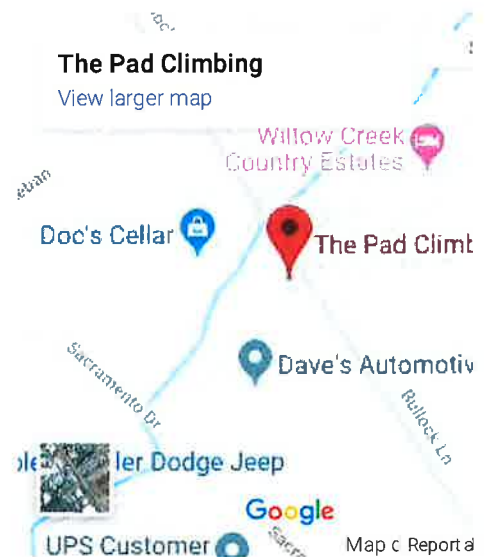 The Pad Climbing
View larger map
Willow Creek
Country Estates
Doc's Cellar
The Pad Climb
Dave's Automotiv
Sacramento Dr
Bullock Ln
ler Dodge Jeep
Google
UPS Customer
Map d
Report a